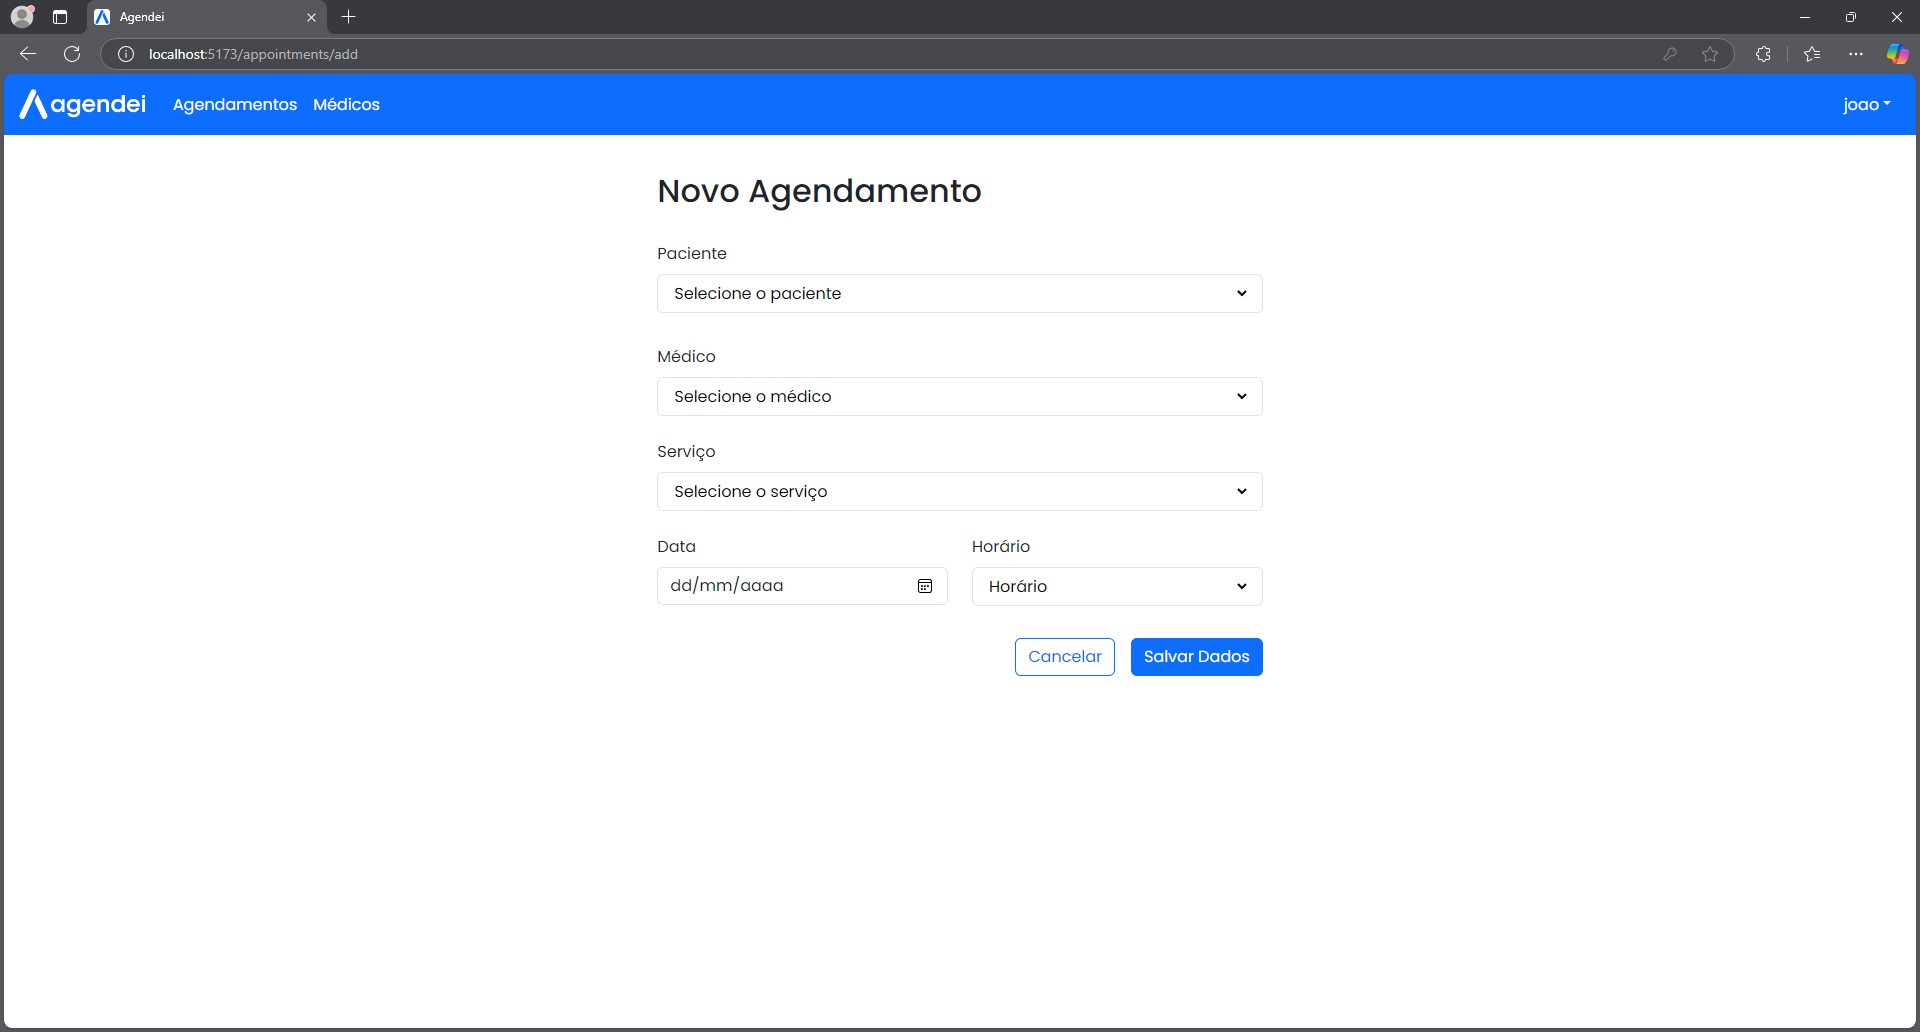 Agendei
localhost:5173/appointments/add
agendei Agendamentos Médicos joao
Novo Agendamento
Paciente
Selecione o paciente
Médico
Selecione o médico
Serviço
Selecione o serviço
Data Horário
dd/mm/aaaa Horário
Cancelar Salvar Dados